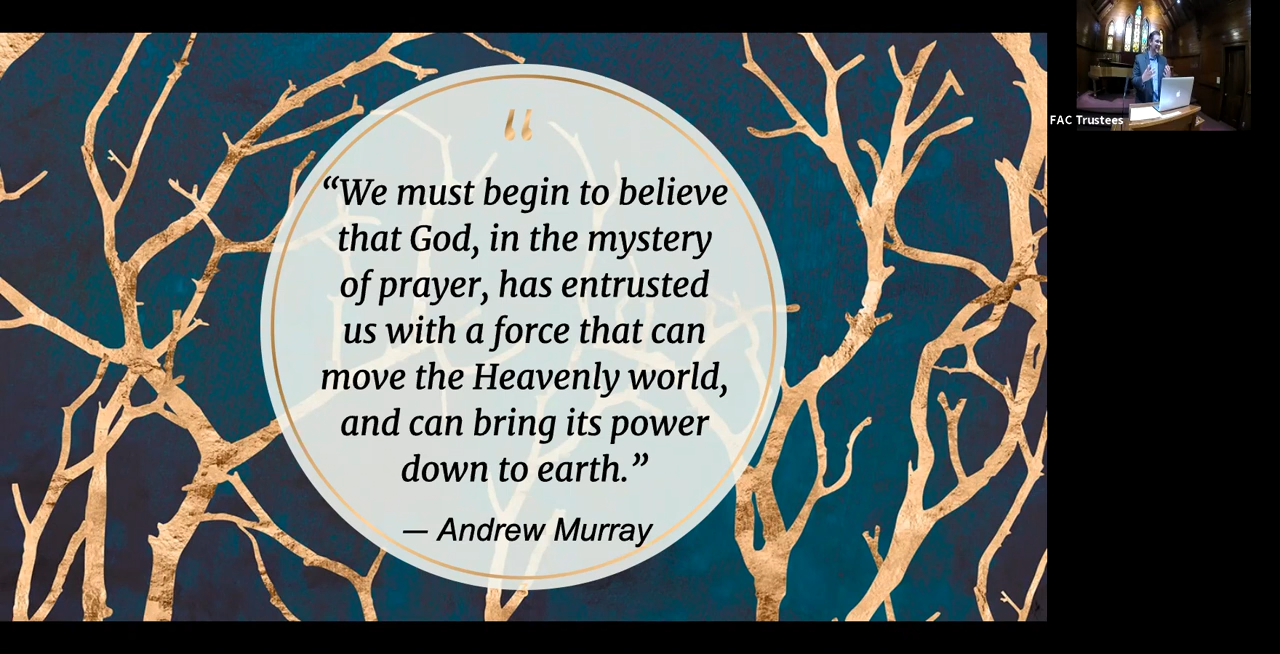 “
“We must begin to believe
that God, in the mystery
of prayer, has entrusted
us with a force that can
move the Heavenly world,
and can bring its power
down to earth.”
— Andrew Murray
FAC Trustees